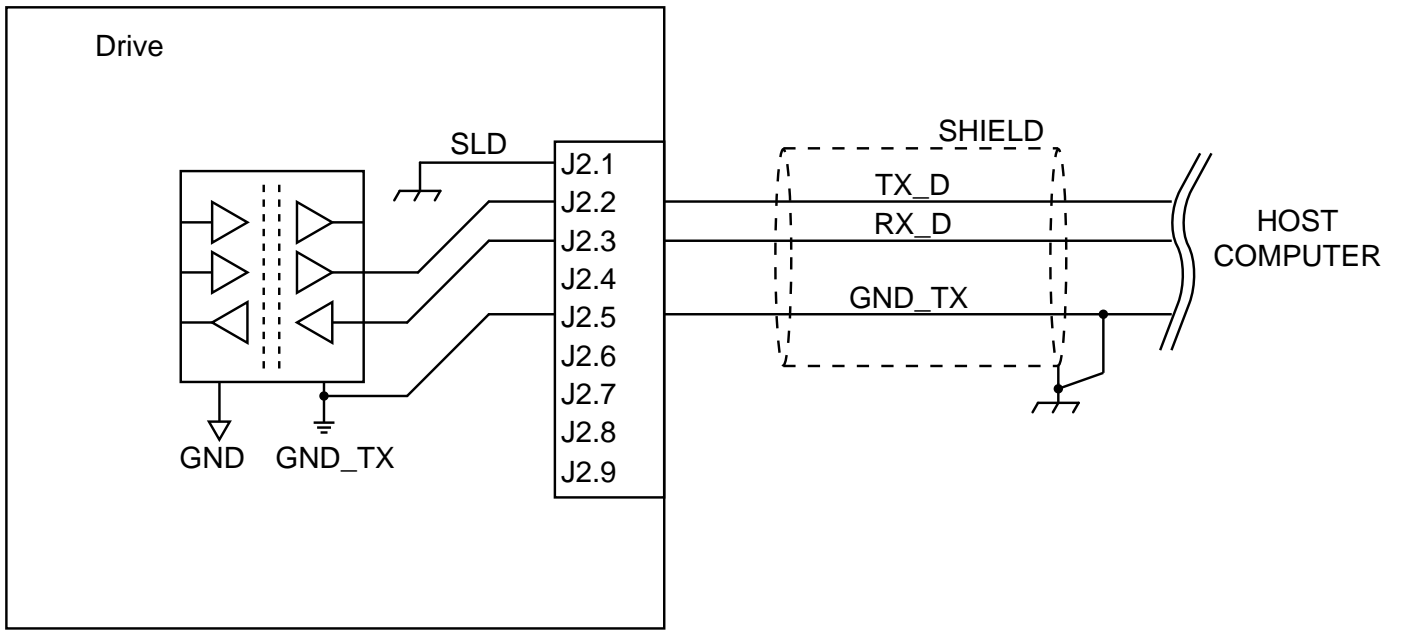 Drive
SLD
J2.1
J2.2
J2.3
J2.4
J2.5
J2.6
J2.7
J2.8
J2.9
GND
GND_TX
SHIELD
TX_D
RX_D
GND_TX
HOST
COMPUTER